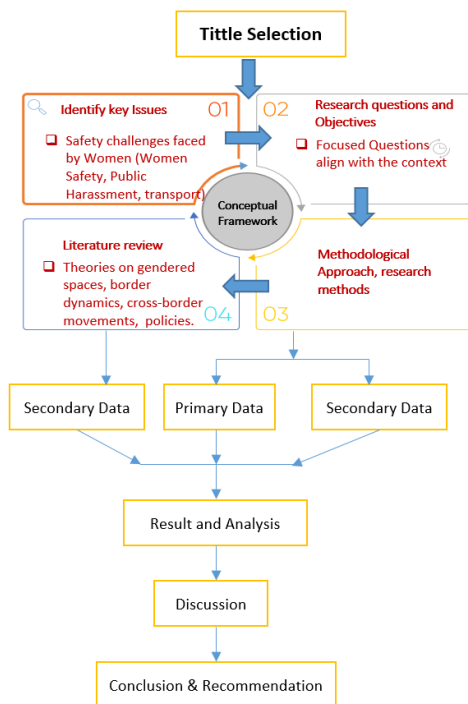 Tittle Selection
Identify key Issues
01
❑ Safety challenges faced
by Women (Women
Safety, Public
Harassment, transport)
02
Research questions and
Objectives
❑ Focused Questions
align with the context
Conceptual
Framework
Literature review
❑ Theories on gendered
spaces, border
dynamics, cross-border
movements, policies.
04
Methodological
Approach, research
methods
03
Secondary Data
Primary Data
Secondary Data
Result and Analysis
Discussion
Conclusion & Recommendation